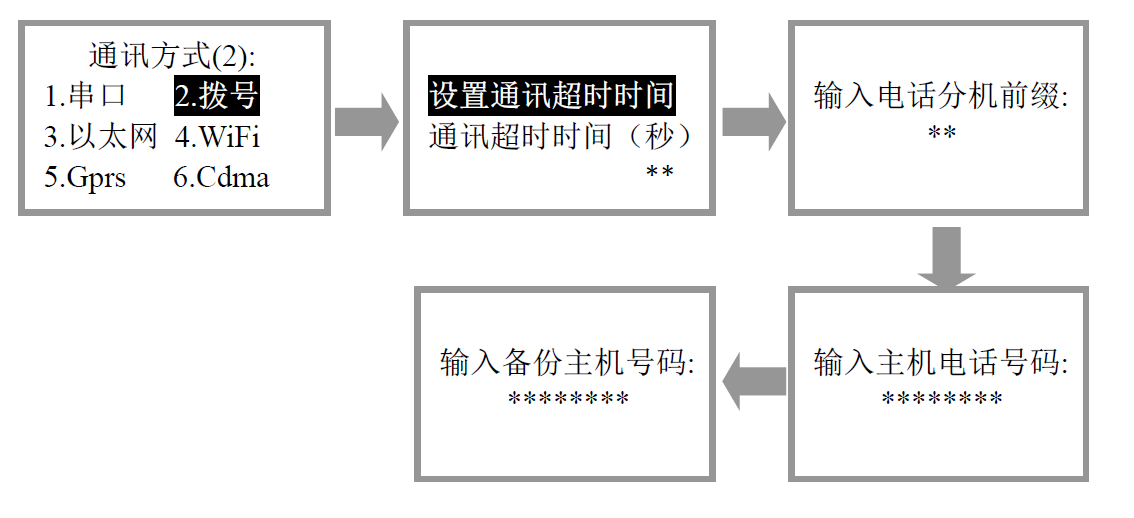 通讯方式(2):
1.串口 2.拨号
3.以太网 4.WiFi
5.Gprs 6.Cdma
设置通讯超时时间
通讯超时时间（秒）
**
输入电话分机前缀:
**
输入主机电话号码:
********
输入备份主机号码:
********